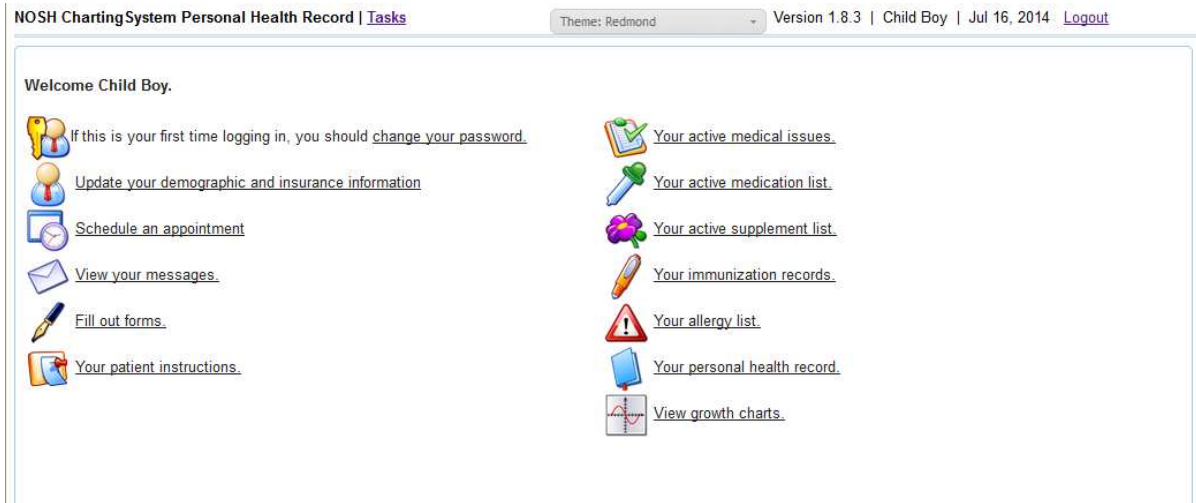 NOSH ChartingSystem Personal Health Record | Tasks
Theme: Redmond
Version 1.8.3 | Child Boy | Jul 16, 2014 Logout
Welcome Child Boy.
If this is your first time logging in, you should change your password.
Update your demographic and insurance information
Schedule an appointment
View your messages.
Fill out forms.
Your patient instructions.
Your active medical issues.
Your active medication list.
Your active supplement list.
Your immunization records.
Your allergy list.
Your personal health record.
View growth charts.